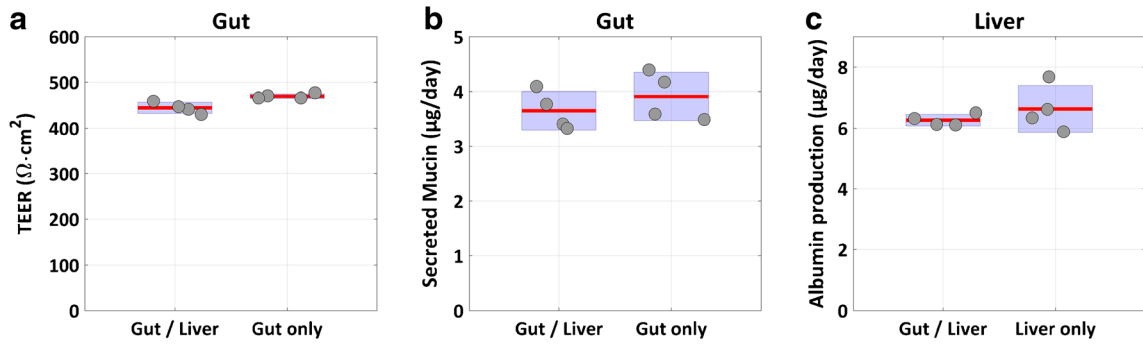 a
Gut
TEER (Ω·cm²)
600
500
400
300
200
100
0
Gut / Liver
Gut only
b
Gut
Secreted Mucin (µg/day)
5
4
3
2
1
0
Gut / Liver
Gut only
c
Liver
Albumin production (µg/day)
8
6
4
2
0
Gut / Liver
Liver only